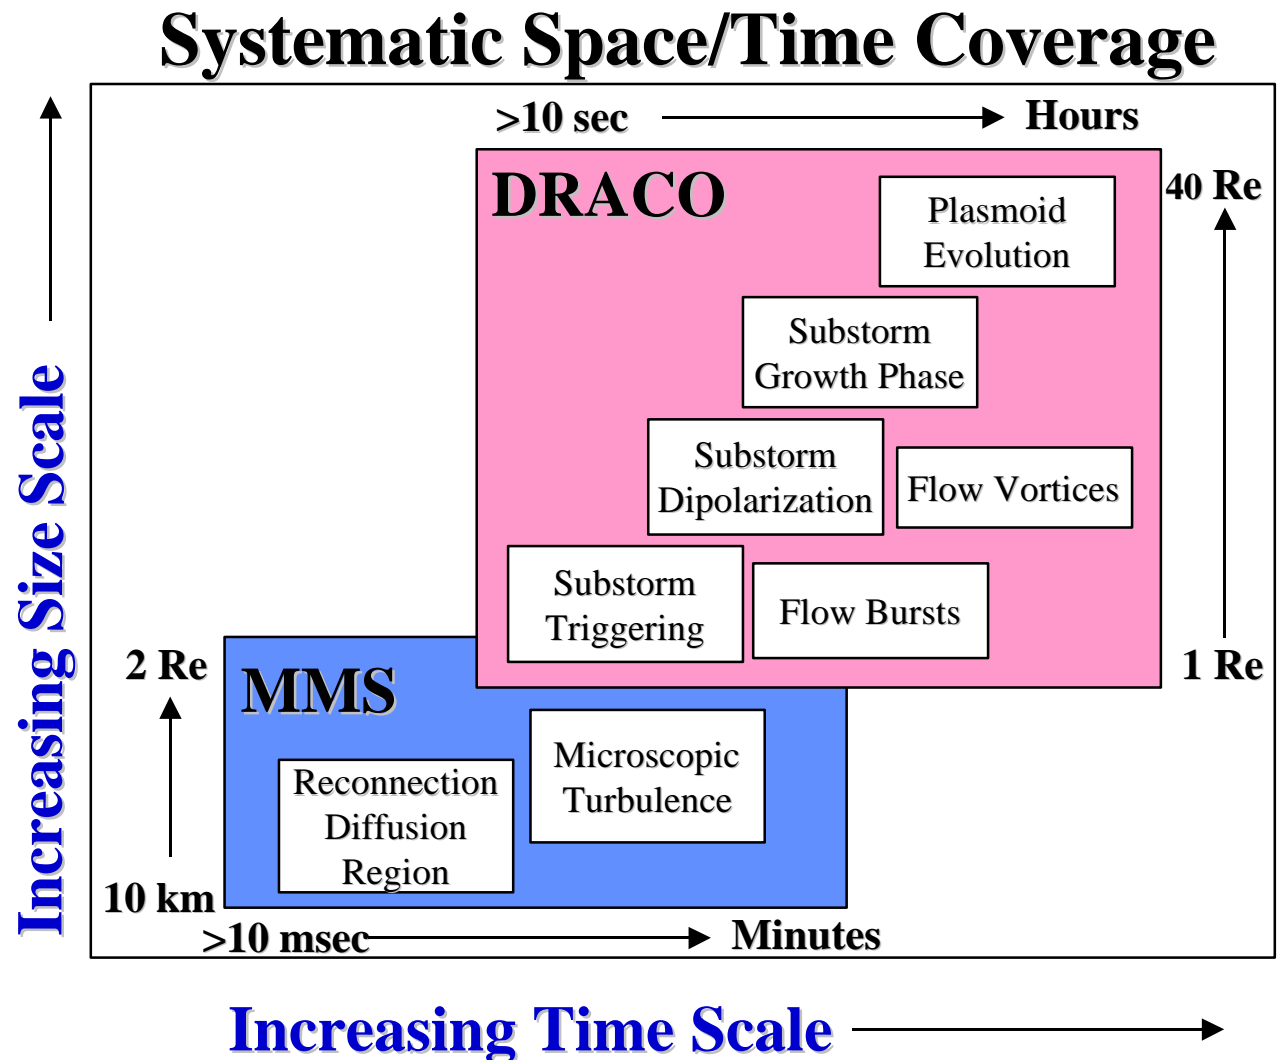 Systematic Space/Time Coverage
>10 sec
Hours
DRACO
40 Re
Plasmoid
Evolution
Substorm
Growth Phase
Substorm
Dipolarization
Flow Vortices
Substorm
Triggering
Flow Bursts
1 Re
2 Re
MMS
Microscopic
Turbulence
Reconnection
Diffusion
Region
10 km
>10 msec
Minutes
Increasing Size Scale
Increasing Time Scale